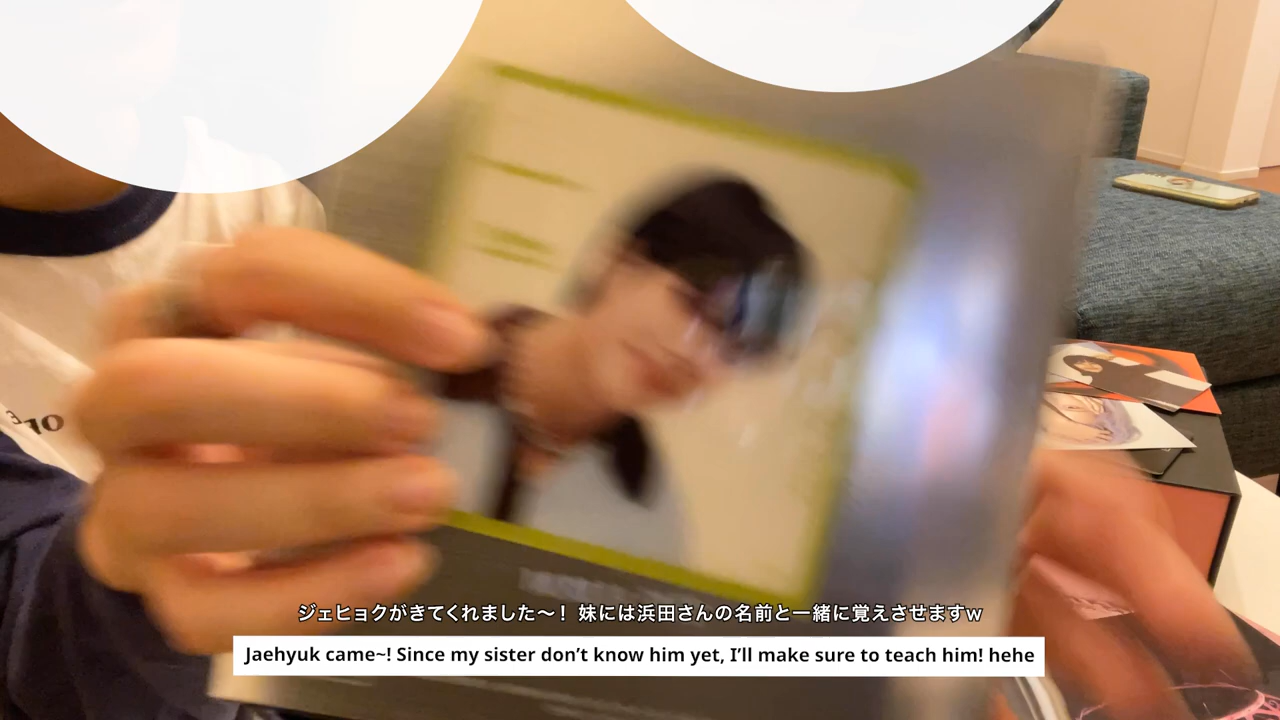 ジェヒョクがきてくれました〜！ 妹には浜田さんの名前と一緒に覚えさせますw
Jaehyuk came~! Since my sister don’t know him yet, I’ll make sure to teach him! hehe